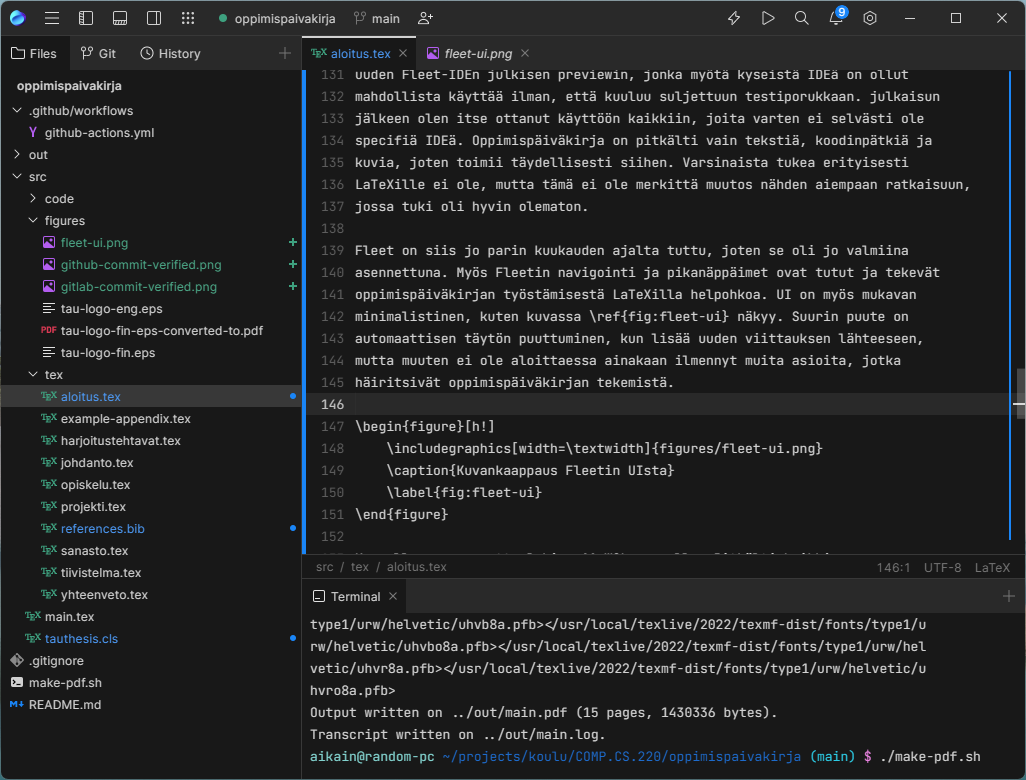 oppimispaivakirja
main
9
Files
Git
History
aloitus.tex
fleet-ui.png
oppimispaivakirja
.github/workflows
Y github-actions.yml
out
src
code
figures
fleet-ui.png +
github-commit-verified.png +
gitlab-commit-verified.png +
tau-logo-eng.eps
PDF tau-logo-fin-eps-converted-to.pdf
tau-logo-fin.eps
tex
TEX aloitus.tex
TEX example-appendix.tex
TEX harjoitustehtavat.tex
TEX johdanto.tex
TEX opiskelu.tex
TEX projekti.tex
TEX references.bib
TEX sanasto.tex
TEX tiivistelma.tex
TEX yhteenveto.tex
TEX main.tex
TEX tauthesis.cls
.gitignore
make-pdf.sh
M↓ README.md
131 uuden Fleet-IDEn julkisen previewin, jonka myötä kyseistä IDEä on ollut
132 mahdollista käyttää ilman, että kuuluu suljettuun testiporukkaan. julkaisun
133 jälkeen olen itse ottanut käyttöön kaikkiin, joita varten ei selvästi ole
134 specifiä IDEä. Oppimispäiväkirja on pitkälti vain tekstiä, koodinpätkiä ja
135 kuvia, joten toimii täydellisesti siihen. Varsinaista tukea erityisesti
136 LaTeXille ei ole, mutta tämä ei ole merkittä muutos nähden aiempaan ratkaisuun,
137 jossa tuki oli hyvin olematon.
138
139 Fleet on siis jo parin kuukauden ajalta tuttu, joten se oli jo valmiina
140 asennettuna. Myös Fleetin navigointi ja pikanäppäimet ovat tutut ja tekevät
141 oppimispäiväkirjan työstämisestä LaTeXilla helpohkoa. UI on myös mukavan
142 minimalistinen, kuten kuvassa \ref{fig:fleet-ui} näkyy. Suurin puute on
143 automaattisen täytön puuttuminen, kun lisää uuden viittauksen lähteeseen,
144 mutta muuten ei ole aloittaessa ainakaan ilmennyt muita asioita, jotka
145 häiritsivät oppimispäiväkirjan tekemistä.
146
147 \begin{figure}[h!]
148 \includegraphics[width=\textwidth]{figures/fleet-ui.png}
149 \caption{Kuvankaappaus Fleetin UIsta}
150 \label{fig:fleet-ui}
151 \end{figure}
152
src / tex / aloitus.tex
146:1 UTF-8 LaTeX
Terminal
type1/urw/helvetic/uhvb8a.pfb></usr/local/texlive/2022/texmf-dist/fonts/type1/u
rw/helvetic/uhvbo8a.pfb></usr/local/texlive/2022/texmf-dist/fonts/type1/urw/hel
vetic/uhvr8a.pfb></usr/local/texlive/2022/texmf-dist/fonts/type1/urw/helvetic/u
hvro8a.pfb>
Output written on ../out/main.pdf (15 pages, 1430336 bytes).
Transcript written on ../out/main.log.
aikain@random-pc ~/projects/koulu/COMP.CS.220/oppimispaivakirja (main) $ ./make-pdf.sh